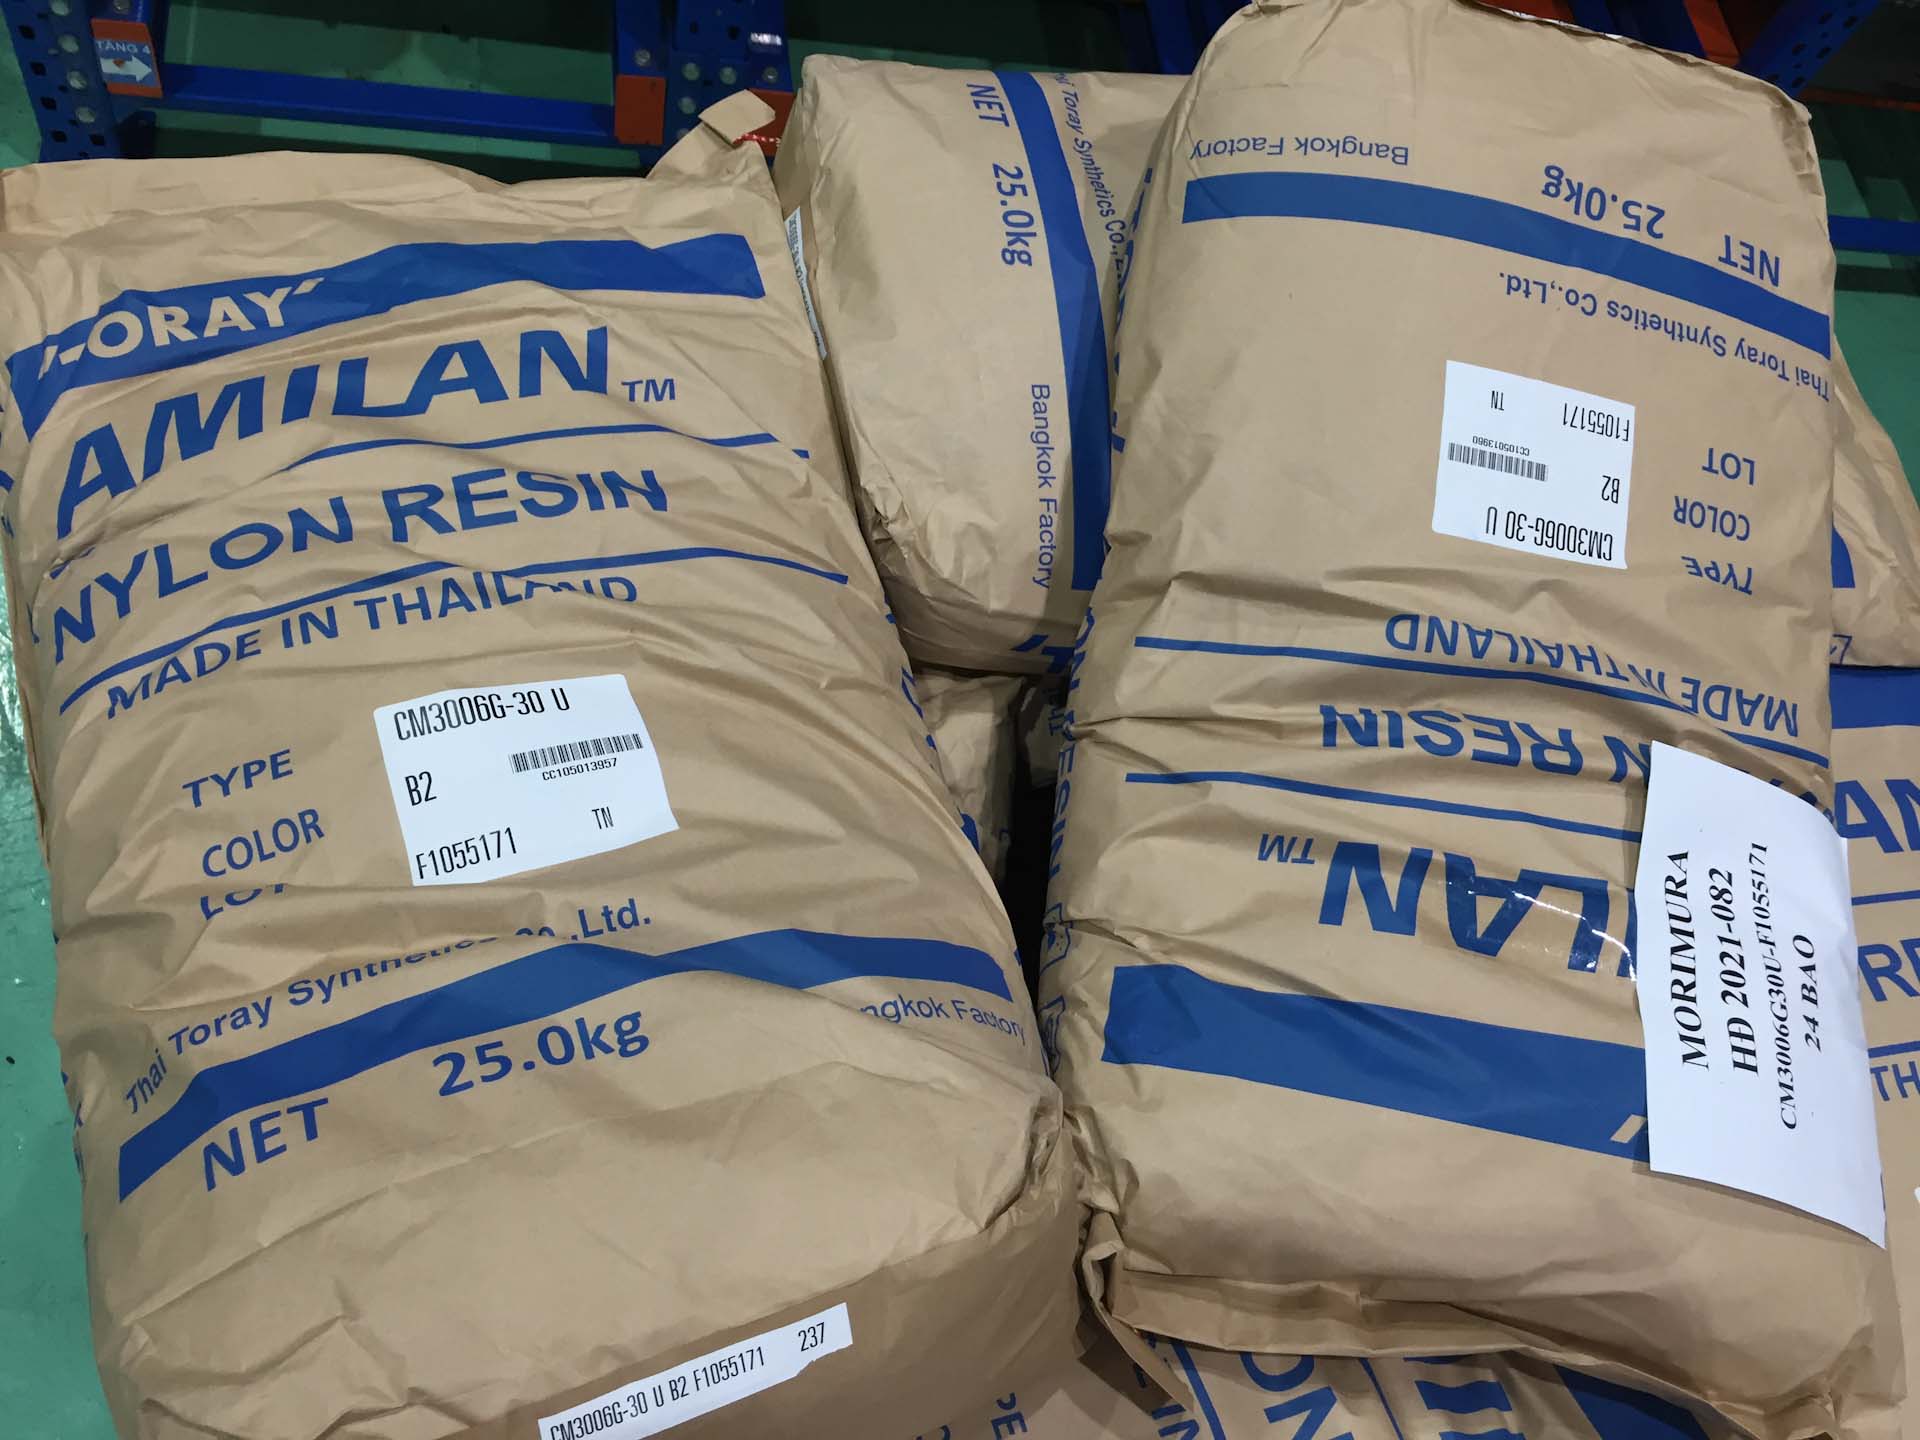 TẦNG 4
TORAY
AMILAN TM
NYLON RESIN
MADE IN THAILAND
TYPE
CM3006G-30 U
COLOR
B2
CC105013957
LOT
F1055171
TN
Thai Toray Synthetics Co.,Ltd.
Bangkok Factory
NET 25.0kg
CM3006G-30 U B2 F1055171 237
NET 25.0kg
Toray Synthetics Co.,
Bangkok Factory
LAN TM
RESIN
MADE IN THAILAND
TYPE
CM3006G-30 U
COLOR
B2
CC105013960
LOT
F1055171
TN
Thai Toray Synthetics Co.,Ltd.
NET 25.0kg
Bangkok Factory
MORIMURA
HĐ 2021-082
CM3006G30U-F1055171
24 BAO